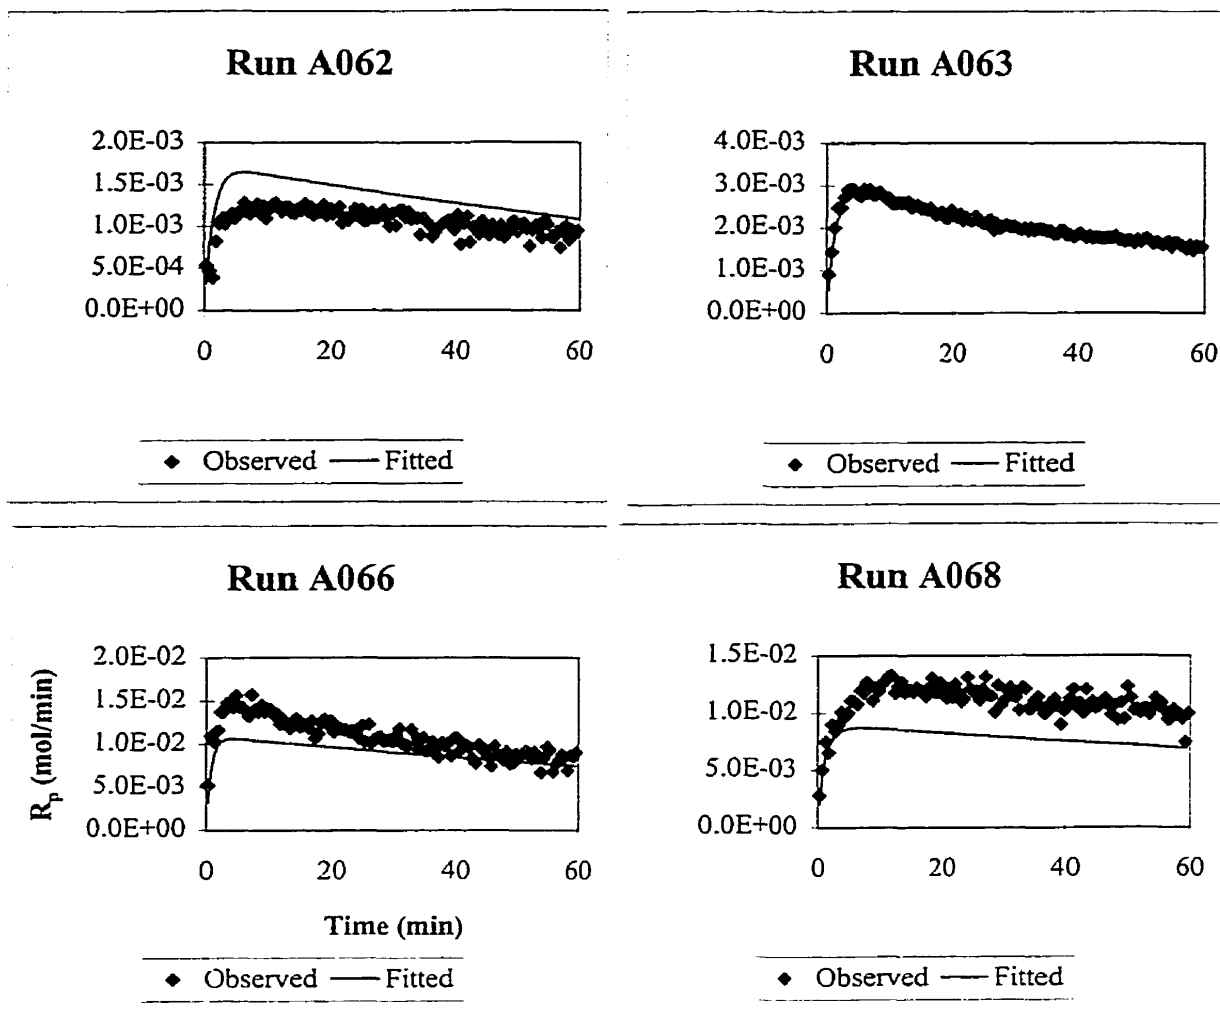 Run A062
2.0E-03
1.5E-03
1.0E-03
5.0E-04
0.0E+00
0 20 40 60
Observed Fitted
Run A063
4.0E-03
3.0E-03
2.0E-03
1.0E-03
0.0E+00
0 20 40 60
Observed Fitted
Run A066
Rp (mol/min)
2.0E-02
1.5E-02
1.0E-02
5.0E-03
0.0E+00
0 20 40 60
Time (min)
Observed Fitted
Run A068
1.5E-02
1.0E-02
5.0E-03
0.0E+00
0 20 40 60
Observed Fitted